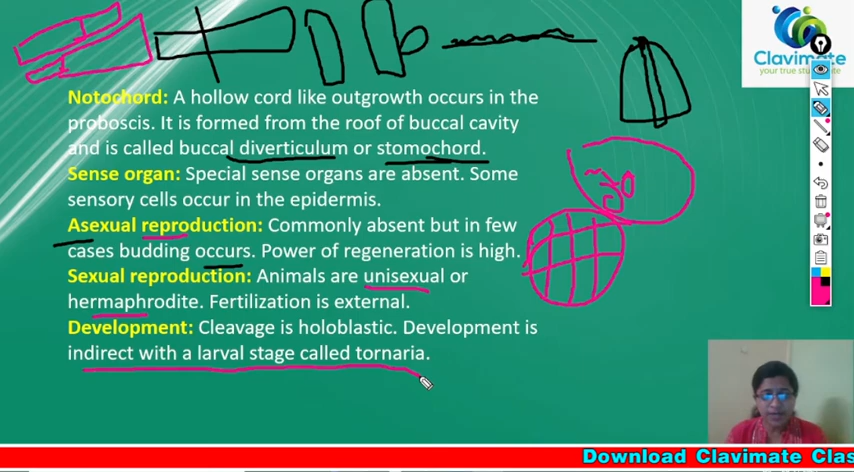 Clavimate
your true stu
Notochord: A hollow cord like outgrowth occurs in the
proboscis. It is formed from the roof of buccal cavity
and is called buccal diverticulum or stomochord.
Sense organ: Special sense organs are absent. Some
sensory cells occur in the epidermis.
Asexual reproduction: Commonly absent but in few
cases budding occurs. Power of regeneration is high.
Sexual reproduction: Animals are unisexual or
hermaphrodite. Fertilization is external.
Development: Cleavage is holoblastic. Development is
indirect with a larval stage called tornaria.
Download Clavimate Clas